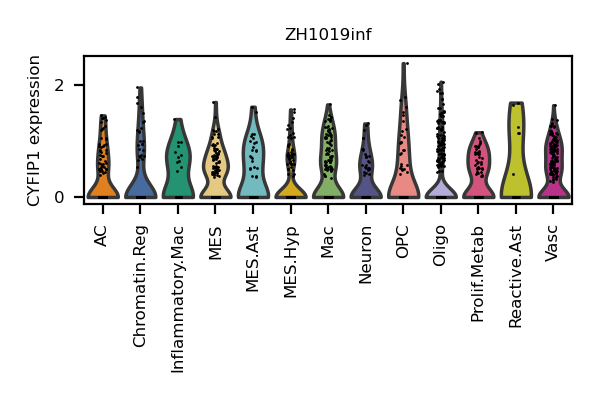 ZH1019inf
CYFIP1 expression
2
0
AC
Chromatin.Reg
Inflammatory.Mac
MES
MES.Ast
MES.Hyp
Mac
Neuron
OPC
Oligo
Prolif.Metab
Reactive.Ast
Vasc